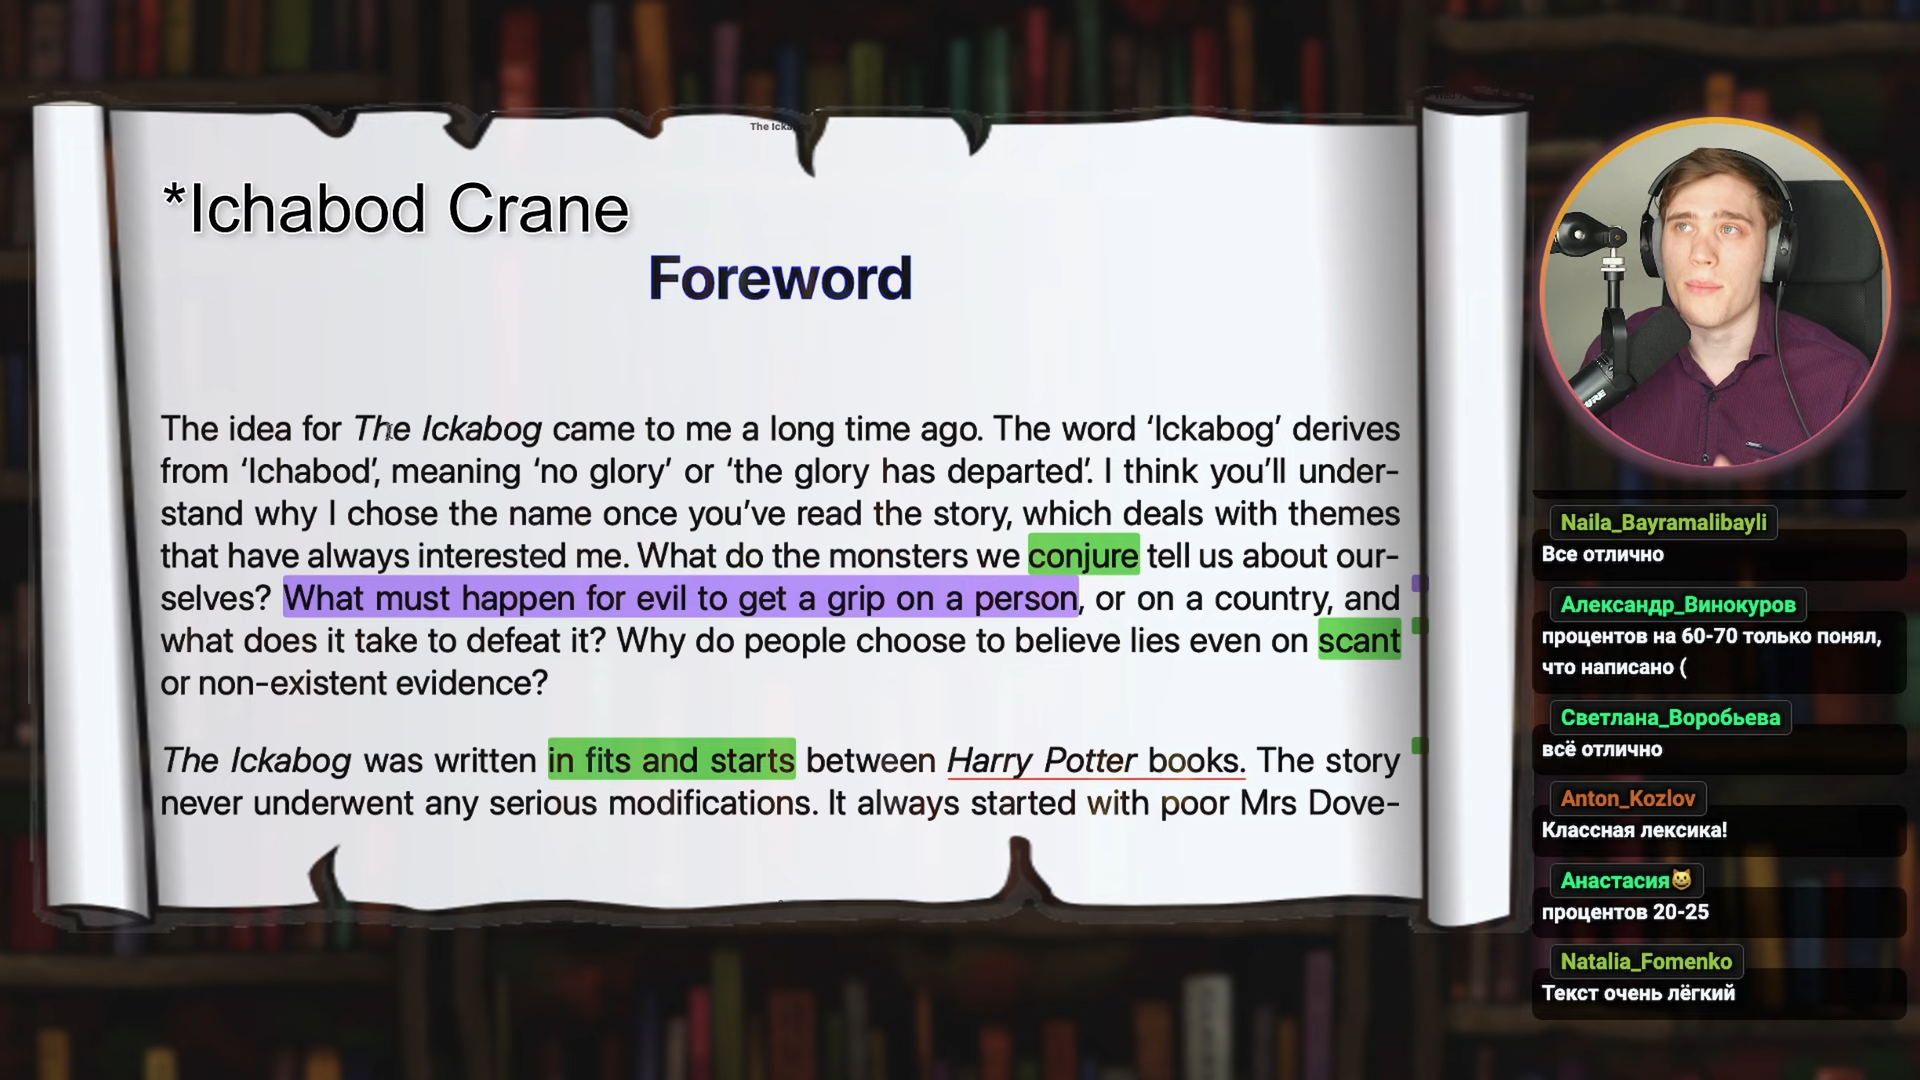 The Icka
*Ichabod Crane
Foreword
The idea for The Ickabog came to me a long time ago. The word ‘Ickabog’ derives
from ‘Ichabod’, meaning ‘no glory’ or ‘the glory has departed’. I think you’ll under-
stand why I chose the name once you’ve read the story, which deals with themes
that have always interested me. What do the monsters we conjure tell us about our-
selves? What must happen for evil to get a grip on a person, or on a country, and
what does it take to defeat it? Why do people choose to believe lies even on scant
or non-existent evidence?
The Ickabog was written in fits and starts between Harry Potter books. The story
never underwent any serious modifications. It always started with poor Mrs Dove-
Naila_Bayramalibayli
Все отлично
Александр_Винокуров
процентов на 60-70 только понял,
что написано (
Светлана_Воробьева
всё отлично
Anton_Kozlov
Классная лексика!
Анастасия😺
процентов 20-25
Natalia_Fomenko
Текст очень лёгкий